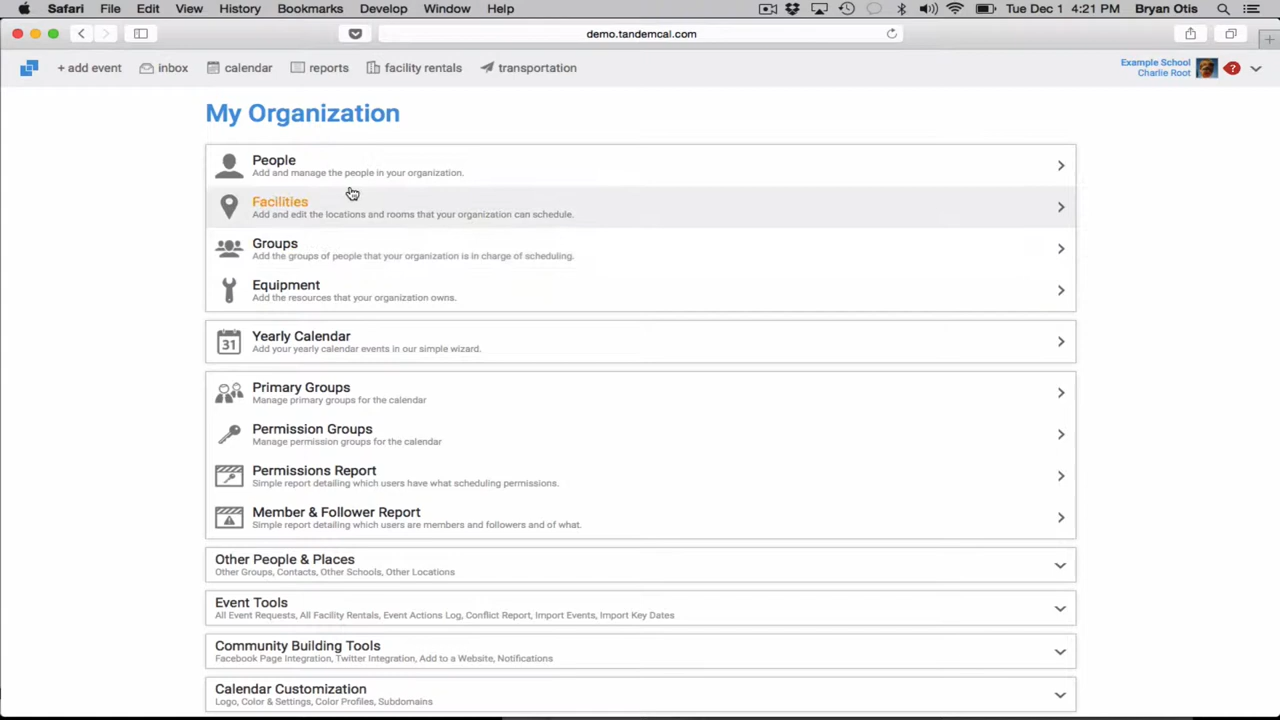 Safari File Edit View History Bookmarks Develop Window Help Tue Dec 1 4:21 PM Bryan Otis
demo.tandemcal.com
+ add event inbox calendar reports facility rentals transportation
Example School
Charlie Root
?
My Organization
People
Add and manage the people in your organization.
Facilities
Add and edit the locations and rooms that your organization can schedule.
Groups
Add the groups of people that your organization is in charge of scheduling.
Equipment
Add the resources that your organization owns.
31
Yearly Calendar
Add your yearly calendar events in our simple wizard.
Primary Groups
Manage primary groups for the calendar
Permission Groups
Manage permission groups for the calendar
Permissions Report
Simple report detailing which users have what scheduling permissions.
Member & Follower Report
Simple report detailing which users are members and followers and of what.
Other People & Places
Other Groups, Contacts, Other Schools, Other Locations
Event Tools
All Event Requests, All Facility Rentals, Event Actions Log, Conflict Report, Import Events, Import Key Dates
Community Building Tools
Facebook Page Integration, Twitter Integration, Add to a Website, Notifications
Calendar Customization
Logo, Color & Settings, Color Profiles, Subdomains